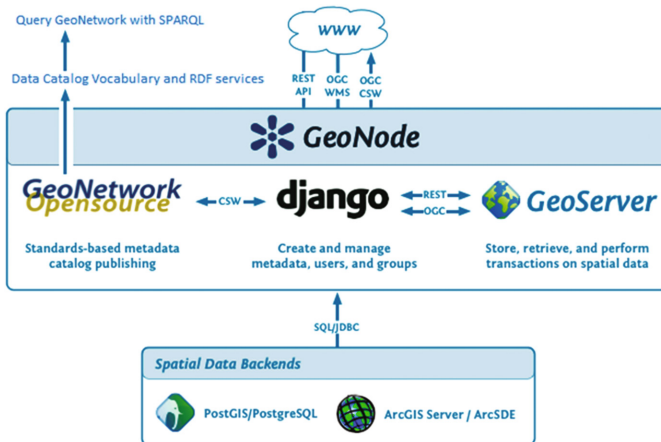 Query GeoNetwork with SPARQL
Data Catalog Vocabulary and RDF services
WWW
REST
API
OGC
WMS
OGC
CSW
GeoNode
GeoNetwork
Opensource
CSW
django
REST
OGC
GeoServer
Standards-based metadata
catalog publishing
Create and manage
metadata, users, and groups
Store, retrieve, and perform
transactions on spatial data
SQL/JDBC
Spatial Data Backends
PostGIS/PostgreSQL
ArcGIS Server / ArcSDE